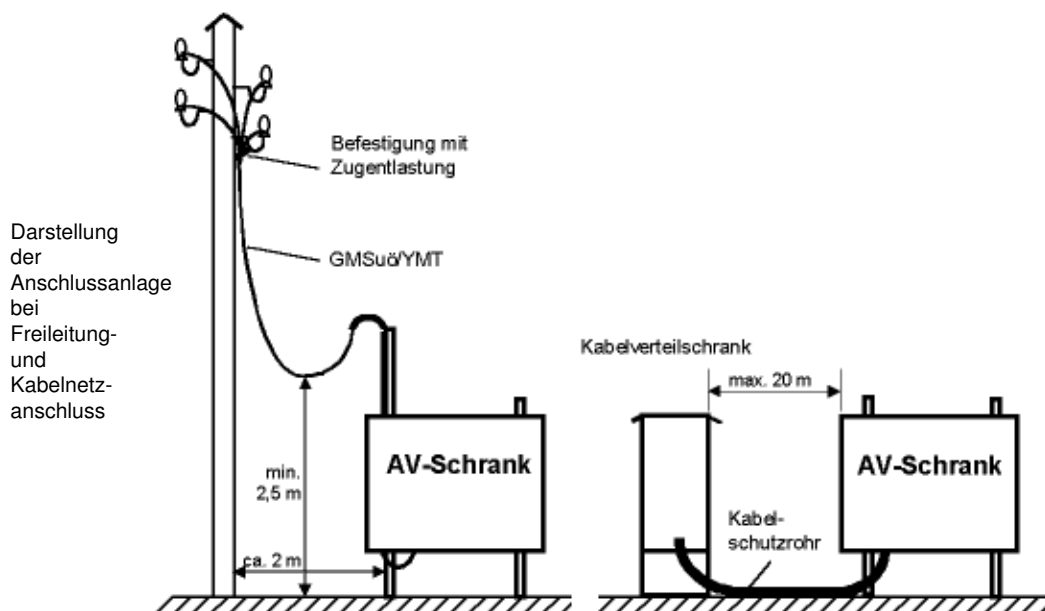 Darstellung
der
Anschlussanlage
bei
Freileitung-
und
Kabelnetz-
anschluss
Befestigung mit
Zugentlastung
GMSuö/YMT
min.
2,5 m
ca. 2 m
AV-Schrank
Kabelverteilschrank
max. 20 m
AV-Schrank
Kabel-
schutzrohr